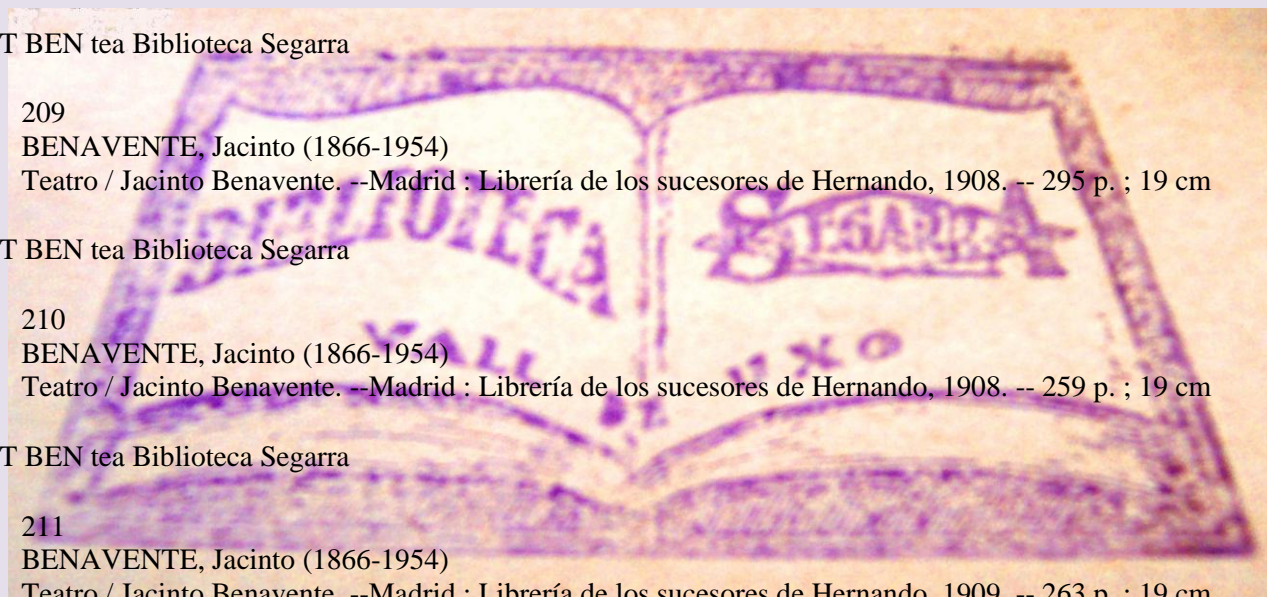 T BEN tea Biblioteca Segarra
209
BENAVENTE, Jacinto (1866-1954)
Teatro / Jacinto Benavente. --Madrid : Librería de los sucesores de Hernando, 1908. -- 295 p. ; 19 cm
BIBLIOTECA SEGARRA
T BEN tea Biblioteca Segarra
210
BENAVENTE, Jacinto (1866-1954)
VALL UXO
Teatro / Jacinto Benavente. --Madrid : Librería de los sucesores de Hernando, 1908. -- 259 p. ; 19 cm
T BEN tea Biblioteca Segarra
211
BENAVENTE, Jacinto (1866-1954)
Teatro / Jacinto Benavente. --Madrid : Librería de los sucesores de Hernando, 1909. -- 263 p. ; 19 cm